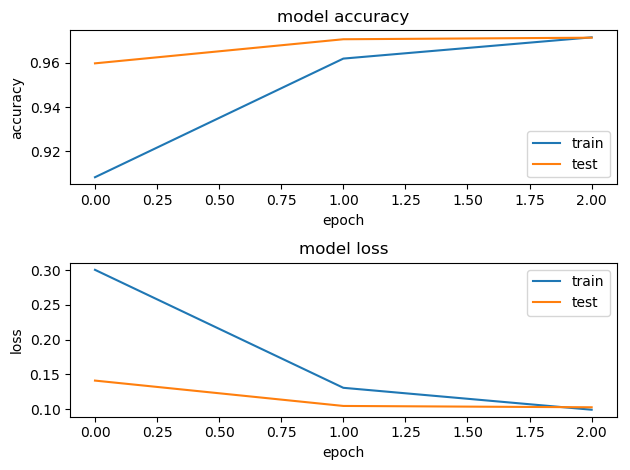 model accuracy
0.96
0.94
0.92
accuracy
train
test
0.00 0.25 0.50 0.75 1.00 1.25 1.50 1.75 2.00
epoch
model loss
0.30
0.25
0.20
0.15
0.10
loss
train
test
0.00 0.25 0.50 0.75 1.00 1.25 1.50 1.75 2.00
epoch